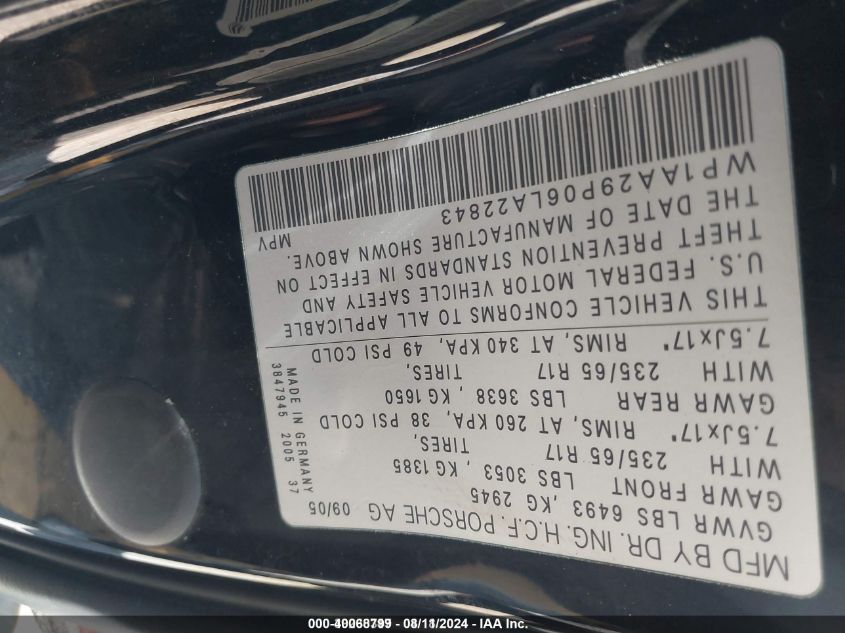 MFD BY DR. ING. H.C.F. PORSCHE AG 09/05
GVWR LBS 6493 ,KG 2945
GAWR FRONT LBS 3053 , KG 1385
WITH 235/65 R17 TIRES,
7.5Jx17" RIMS, AT 260 KPA, 38 PSI COLD
GAWR REAR LBS 3638 , KG 1650
WITH 235/65 R17 TIRES,
7.5Jx17" RIMS, AT 340 KPA, 49 PSI COLD
MADE IN GERMANY
3847945 2005 37
THIS VEHICLE CONFORMS TO ALL APPLICABLE
U.S. FEDERAL MOTOR VEHICLE SAFETY AND
THEFT PREVENTION STANDARDS IN EFFECT ON
THE DATE OF MANUFACTURE SHOWN ABOVE.
WP1AA29P06LA22843 MPV
08/11/2024 - IAA Inc.